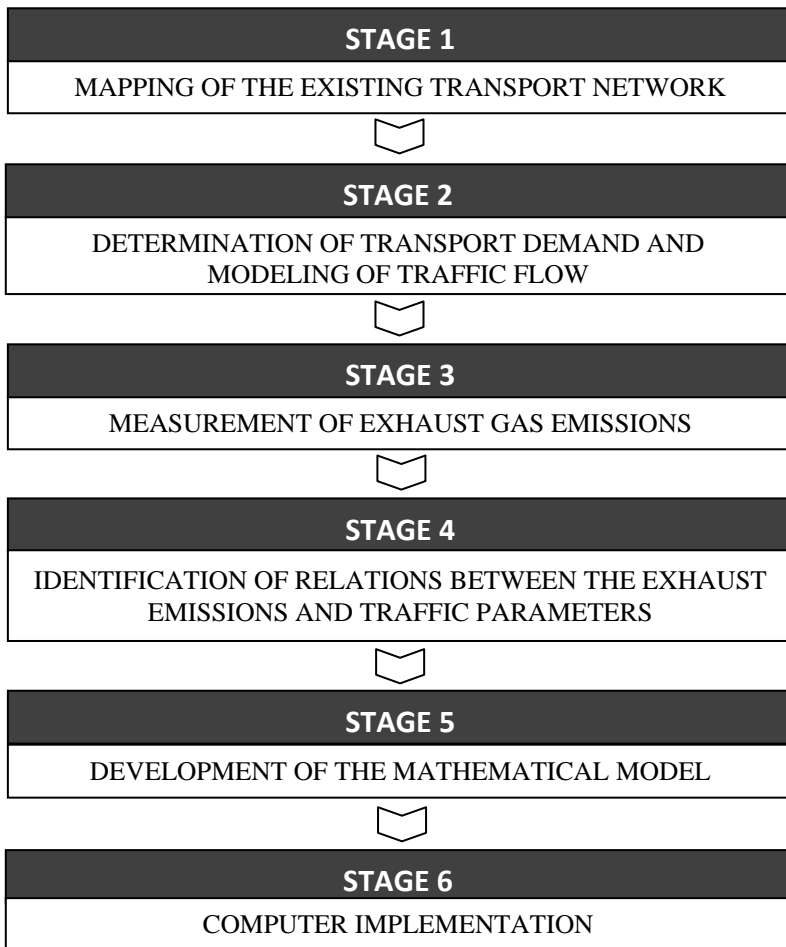 STAGE 1
MAPPING OF THE EXISTING TRANSPORT NETWORK
STAGE 2
DETERMINATION OF TRANSPORT DEMAND AND
MODELING OF TRAFFIC FLOW
STAGE 3
MEASUREMENT OF EXHAUST GAS EMISSIONS
STAGE 4
IDENTIFICATION OF RELATIONS BETWEEN THE EXHAUST
EMISSIONS AND TRAFFIC PARAMETERS
STAGE 5
DEVELOPMENT OF THE MATHEMATICAL MODEL
STAGE 6
COMPUTER IMPLEMENTATION